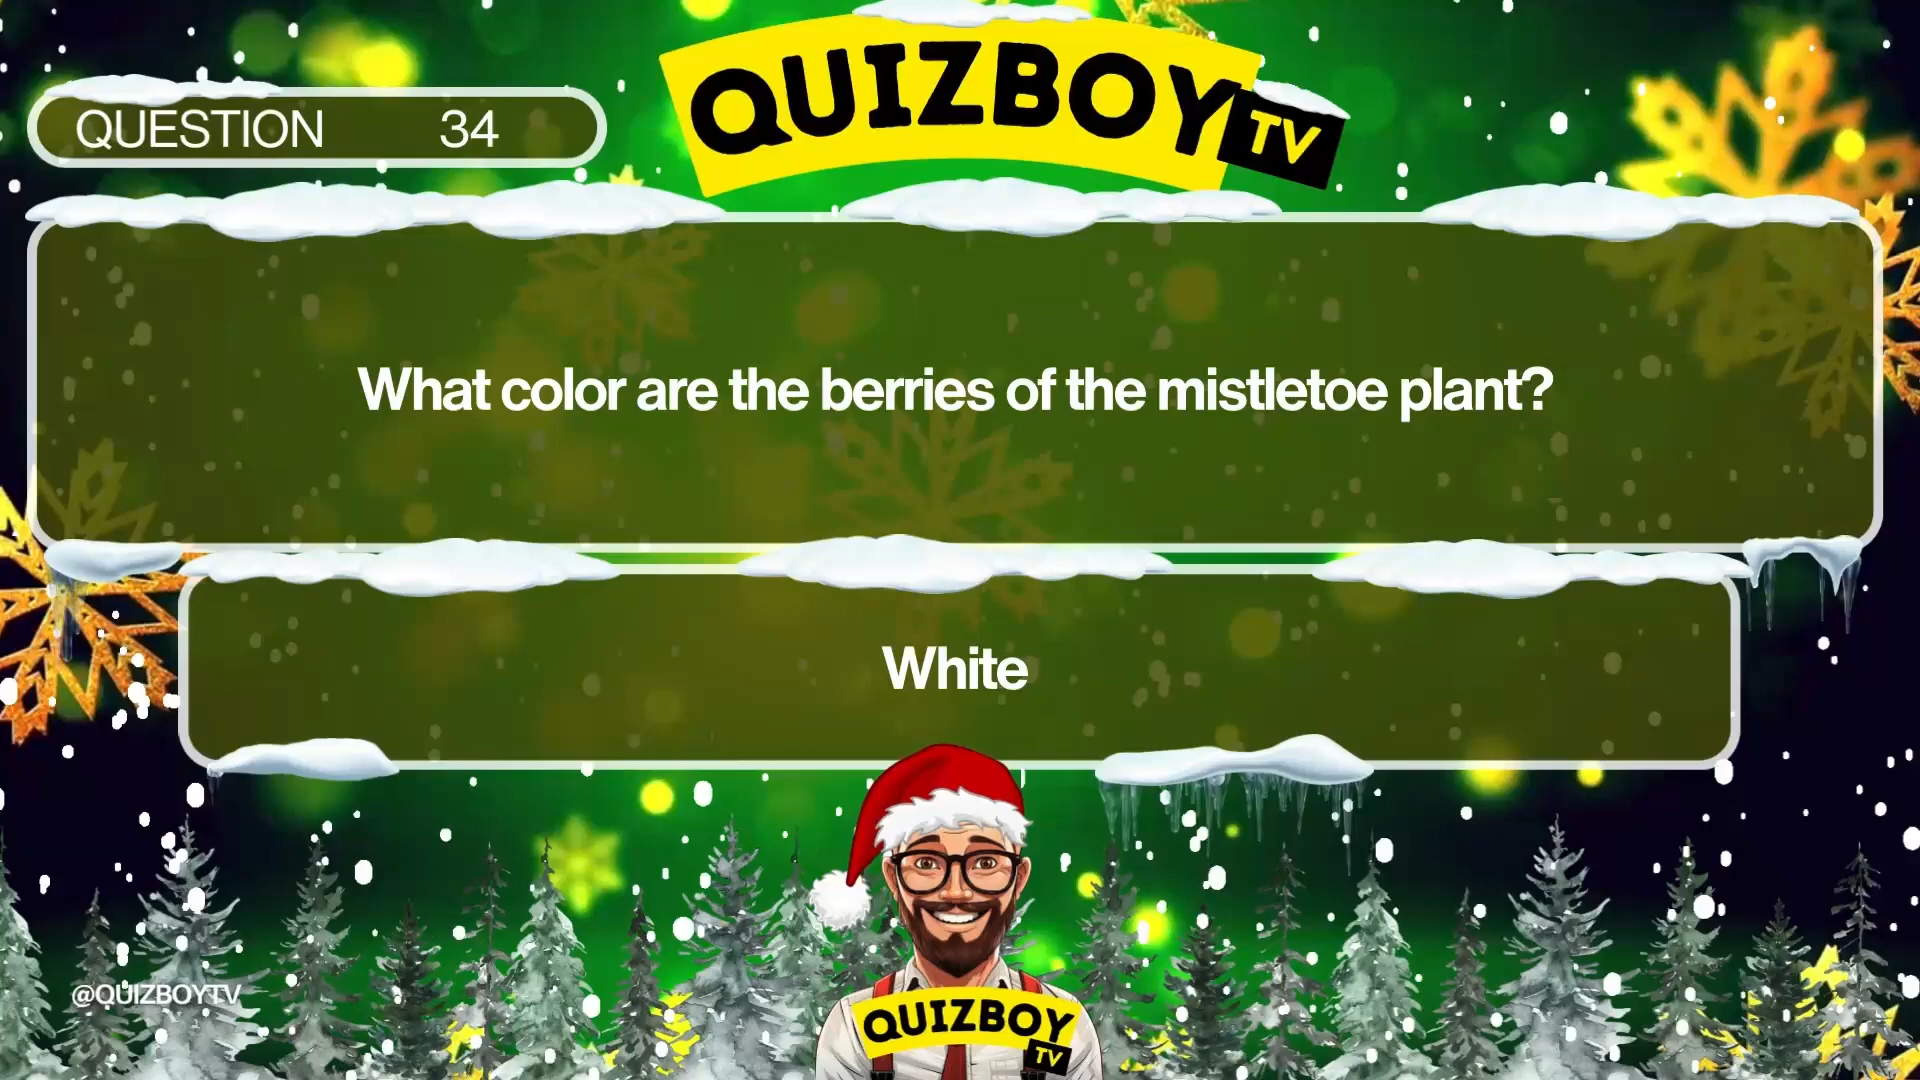 QUIZBOY
TV
QUESTION 34
What color are the berries of the mistletoe plant?
White
@QUIZBOYTV
QUIZBOY
TV